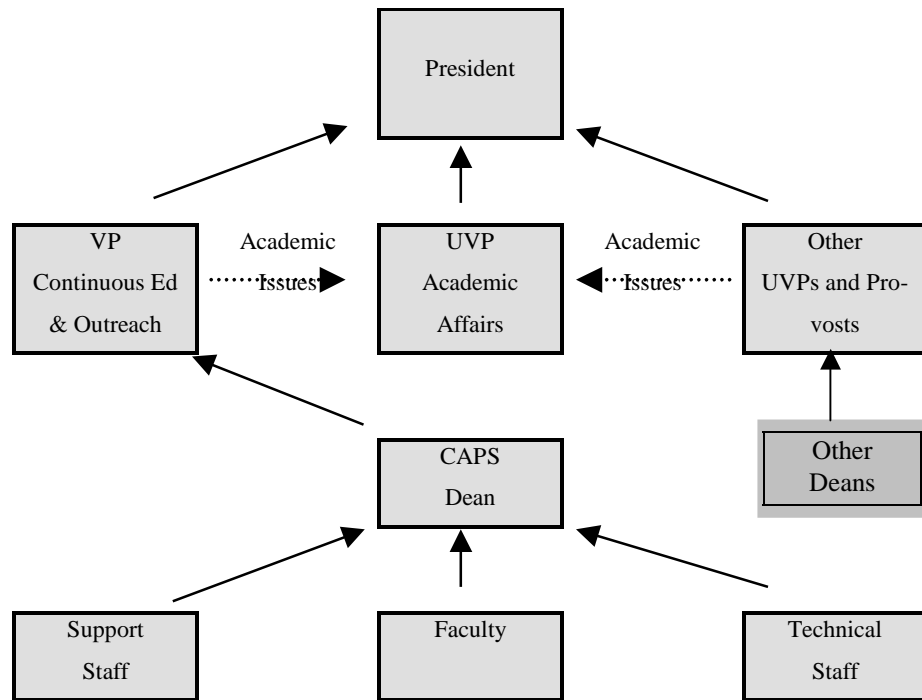 President
VP
Continuous Ed
& Outreach
Academic
Issues
UVP
Academic
Affairs
Academic
Issues
Other
UVPs and Pro-
vosts
CAPS
Dean
Other
Deans
Support
Staff
Faculty
Technical
Staff